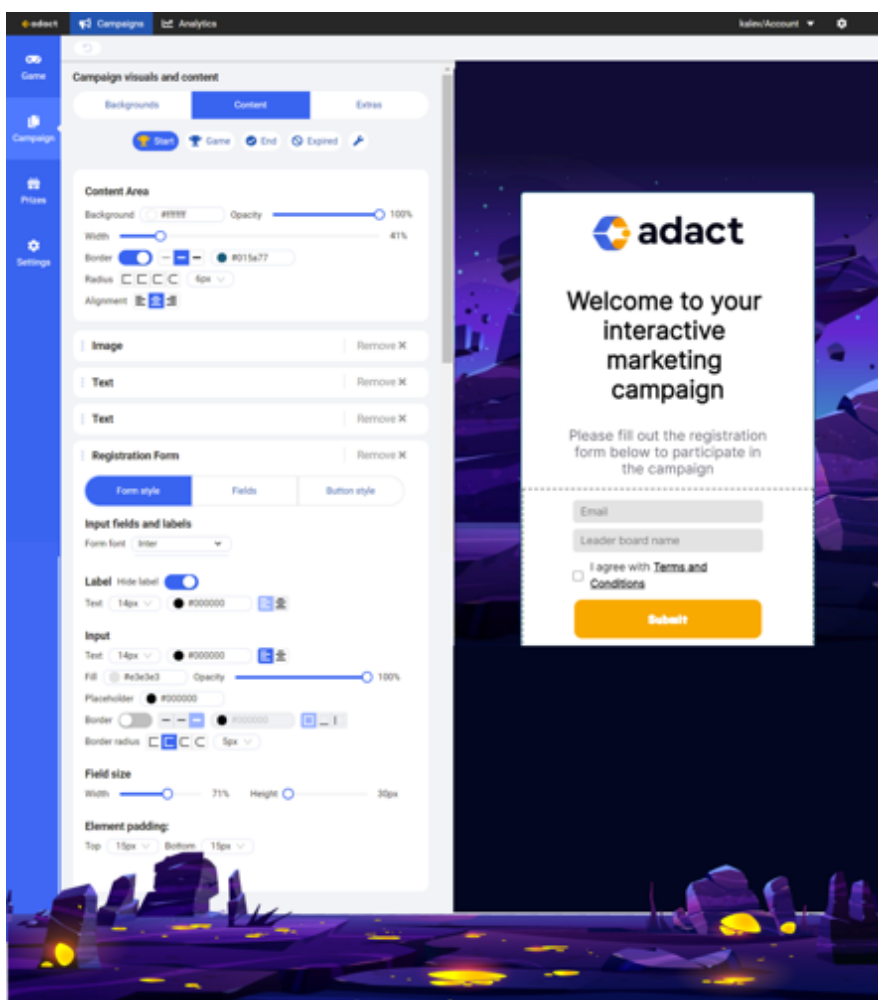 adact Campaigns Analytics kalev/Account
Game
Campaign
Prizes
Settings
Campaign visuals and content
Backgrounds Content Extras
Start Game End Expired
Content Area
Background #ffffff Opacity 100%
Width 41%
Border #015a77
Radius 6px
Alignment
Image Remove X
Text Remove X
Text Remove X
Registration Form Remove X
Form style Fields Button style
Input fields and labels
Form font Inter
Label Hide label
Text 14px #000000
Input
Text 14px #000000
Fill #e3e3e3 Opacity 100%
Placeholder #000000
Border #000000
Border radius 5px
Field size
Width 71% Height 30px
Element padding:
Top 15px Bottom 15px
adact
Welcome to your
interactive
marketing
campaign
Please fill out the registration
form below to participate in
the campaign
Email
Leader board name
I agree with Terms and
Conditions
Submit